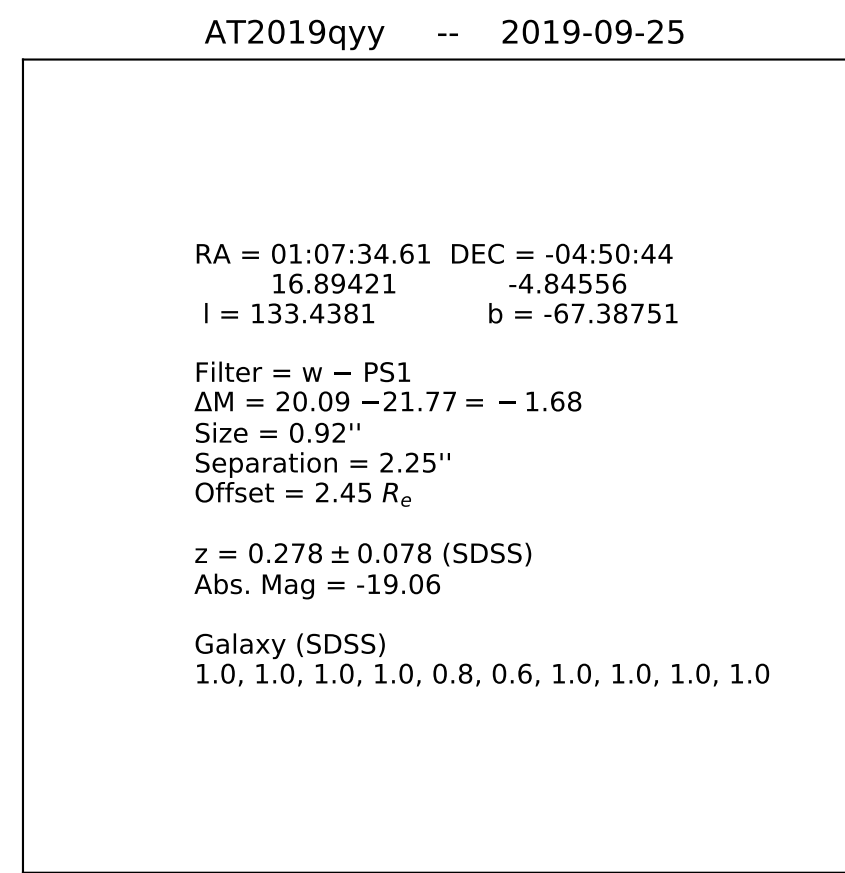 AT2019qyy -- 2019-09-25
RA = 01:07:34.61 DEC = -04:50:44
16.89421 -4.84556
l = 133.4381 b = -67.38751
Filter = w − PS1
ΔM = 20.09 −21.77 = −1.68
Size = 0.92''
Separation = 2.25''
Offset = 2.45 Rₑ
z = 0.278 ± 0.078 (SDSS)
Abs. Mag = -19.06
Galaxy (SDSS)
1.0, 1.0, 1.0, 1.0, 0.8, 0.6, 1.0, 1.0, 1.0, 1.0